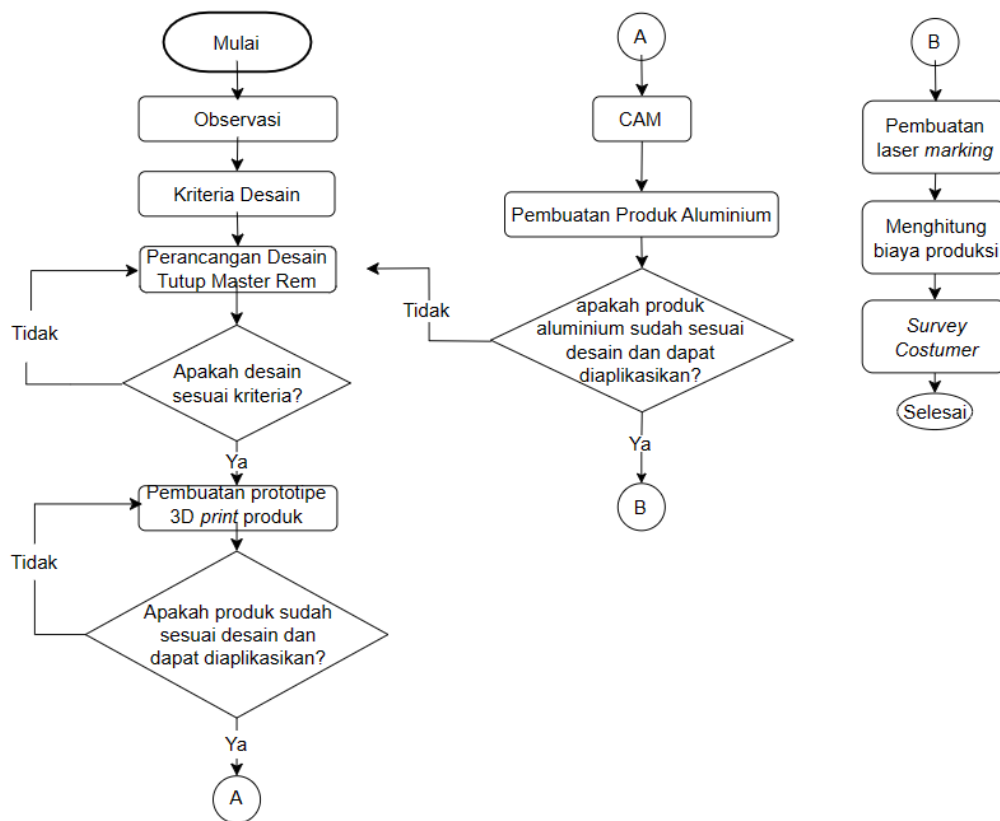 Mulai
Observasi
Kriteria Desain
Perancangan Desain
Tutup Master Rem
Tidak
Apakah desain
sesuai kriteria?
Ya
Pembuatan prototipe
3D print produk
Tidak
Apakah produk sudah
sesuai desain dan
dapat diaplikasikan?
Ya
A
A
CAM
Pembuatan Produk Aluminium
Tidak
apakah produk
aluminium sudah sesuai
desain dan dapat
diaplikasikan?
Ya
B
B
Pembuatan
laser marking
Menghitung
biaya produksi
Survey
Costumer
Selesai